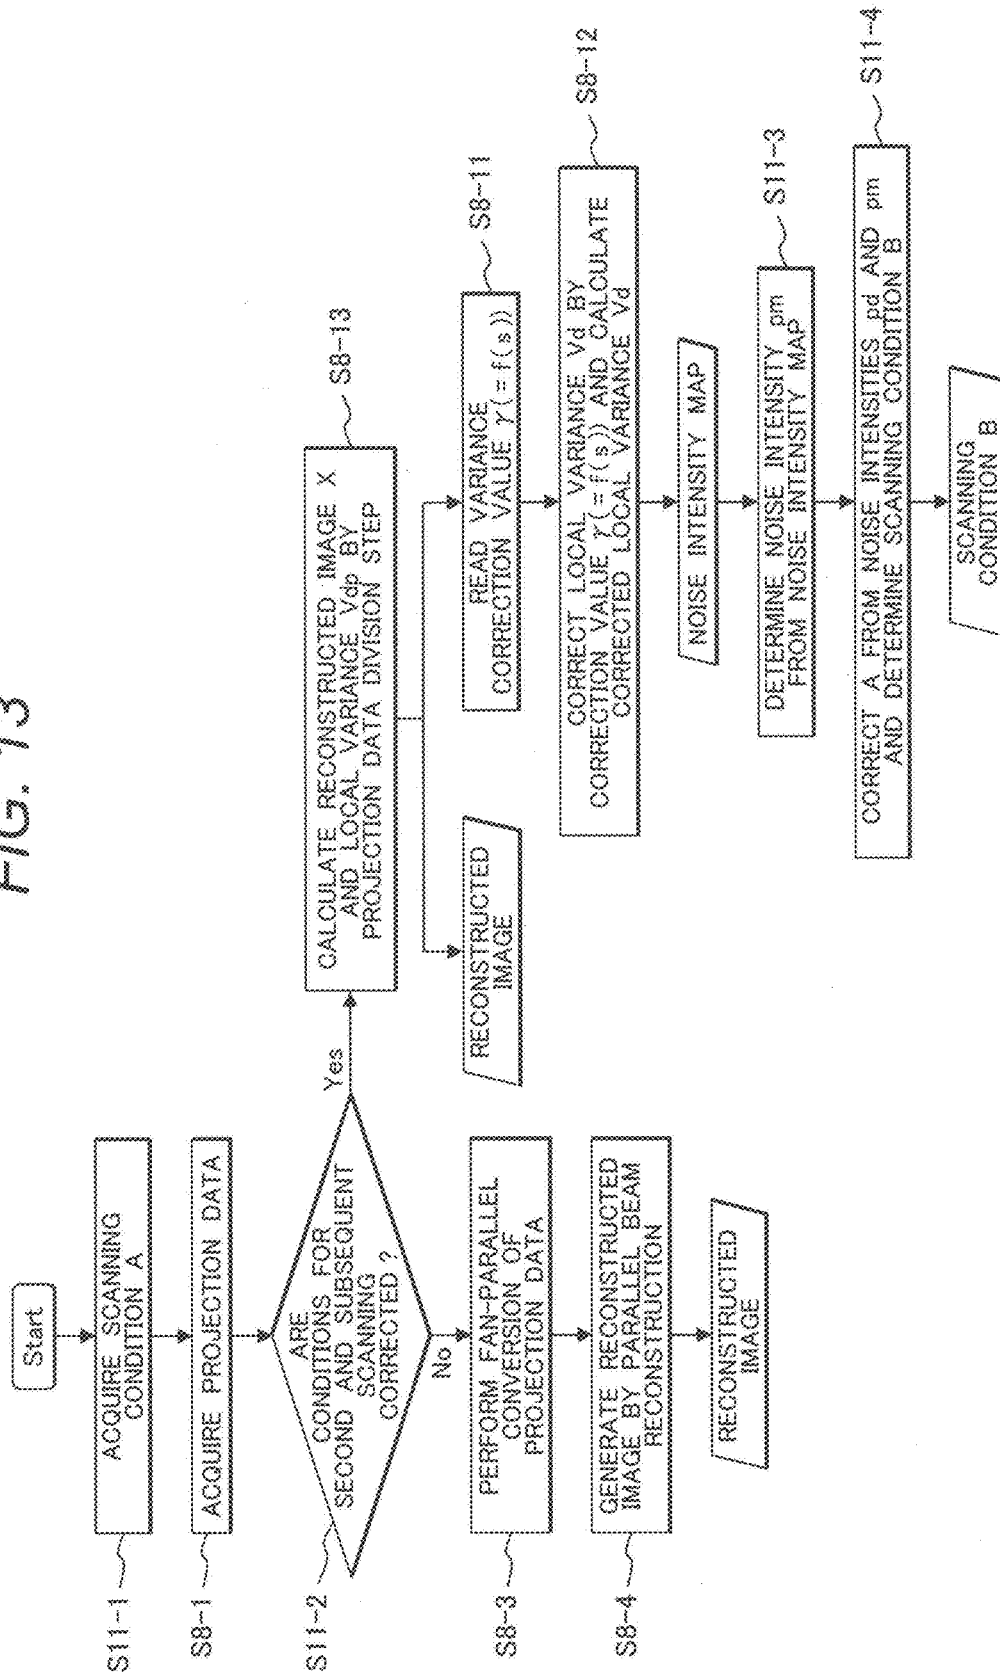 FIG. 13
Start
S11-1
ACQUIRE SCANNING
CONDITION A
S8-1
ACQUIRE PROJECTION DATA
S11-2
ARE
CONDITIONS FOR
SECOND AND SUBSEQUENT
SCANNING
CORRECTED ?
Yes
No
S8-3
PERFORM FAN-PARALLEL
CONVERSION OF
PROJECTION DATA
S8-4
GENERATE RECONSTRUCTED
IMAGE BY PARALLEL BEAM
RECONSTRUCTION
RECONSTRUCTED
IMAGE
CALCULATE RECONSTRUCTED IMAGE X
AND LOCAL VARIANCE Vdp BY
PROJECTION DATA DIVISION STEP
S8-13
RECONSTRUCTED
IMAGE
READ VARIANCE
CORRECTION VALUE γ(=f(s))
S8-11
CORRECT LOCAL VARIANCE Vd BY
CORRECTION VALUE γ(=f(s)) AND CALCULATE
CORRECTED LOCAL VARIANCE Vd
S8-12
NOISE INTENSITY MAP
DETERMINE NOISE INTENSITY pm
FROM NOISE INTENSITY MAP
S11-3
CORRECT A FROM NOISE INTENSITIES pd AND pm
AND DETERMINE SCANNING CONDITION B
S11-4
SCANNING
CONDITION B